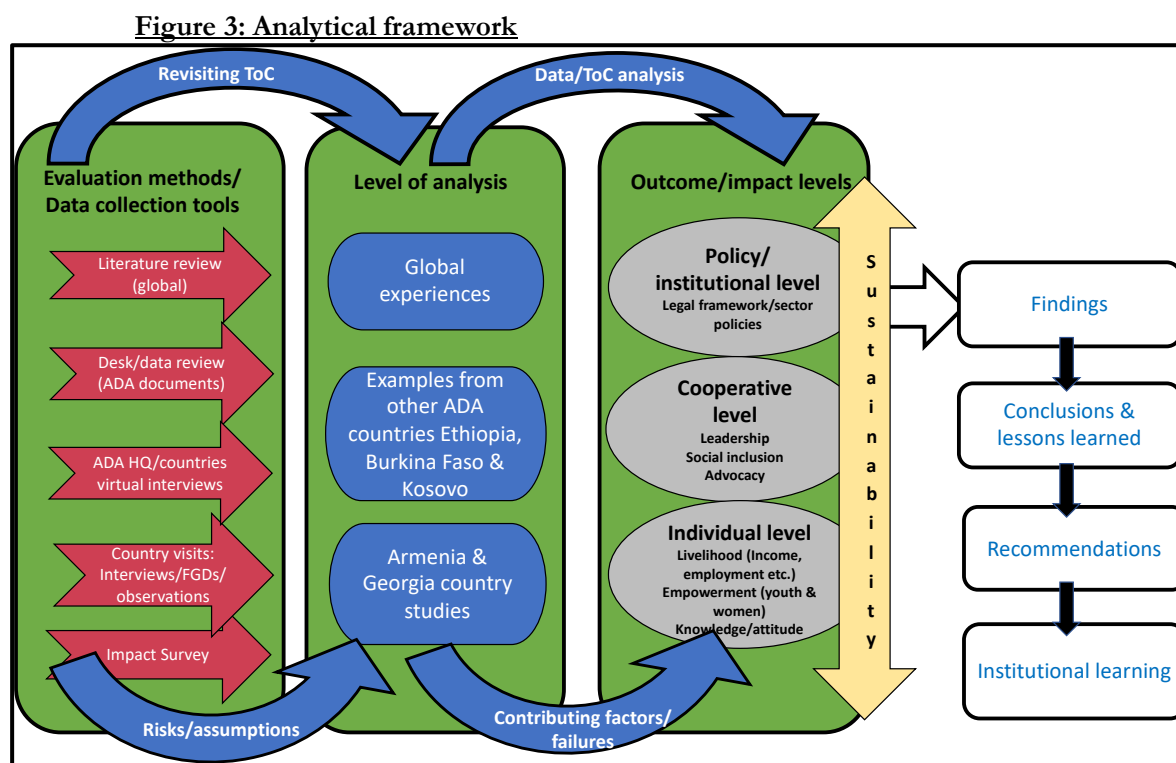 Figure 3: Analytical framework
Revisiting ToC
Data/ToC analysis
Evaluation methods/
Data collection tools
Literature review
(global)
Desk/data review
(ADA documents)
ADA HQ/countries
virtual interviews
Country visits:
Interviews/FGDs/
observations
Impact Survey
Level of analysis
Global
experiences
Examples from
other ADA
countries Ethiopia,
Burkina Faso &
Kosovo
Armenia &
Georgia country
studies
Outcome/impact levels
Policy/
institutional level
Legal framework/sector
policies
Cooperative
level
Leadership
Social inclusion
Advocacy
Individual level
Livelihood (Income,
employment etc.)
Empowerment (youth &
women)
Knowledge/attitude
Sustainability
Findings
Conclusions &
lessons learned
Recommendations
Institutional learning
Risks/assumptions
Contributing factors/
failures